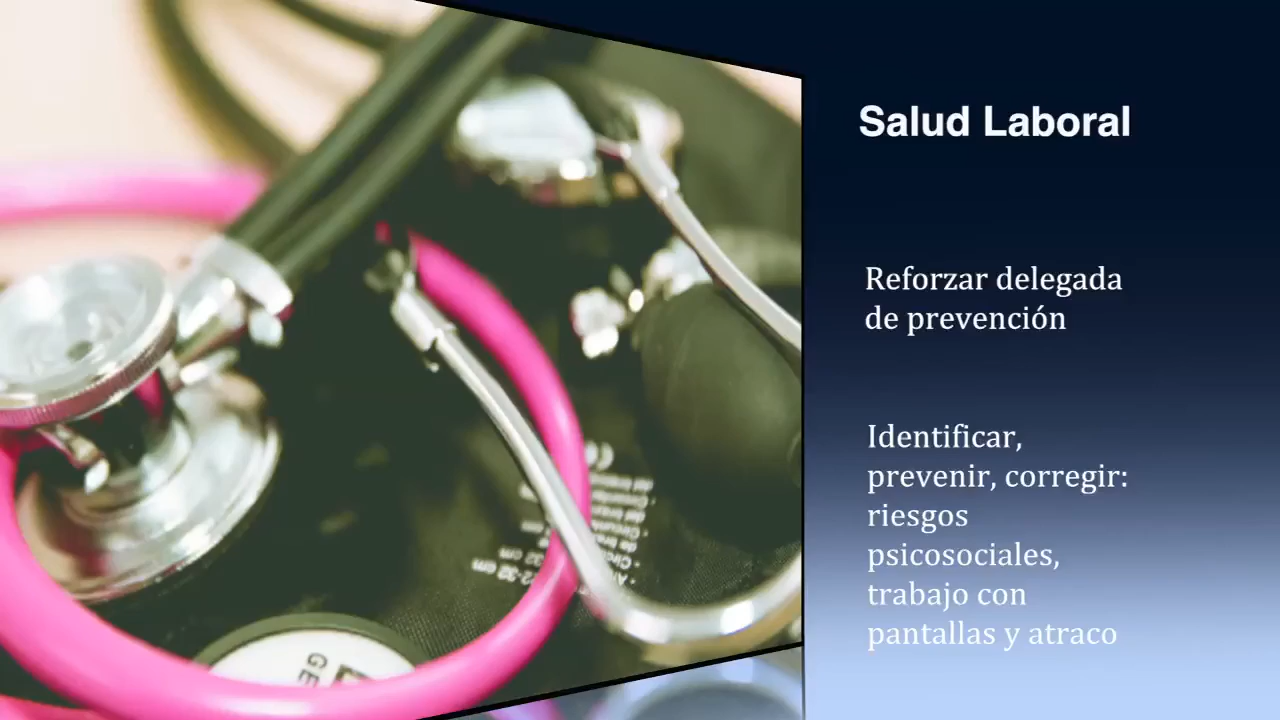 Salud Laboral
Reforzar delegada
de prevención
Identificar,
prevenir, corregir:
riesgos
psicosociales,
trabajo con
pantallas y atraco